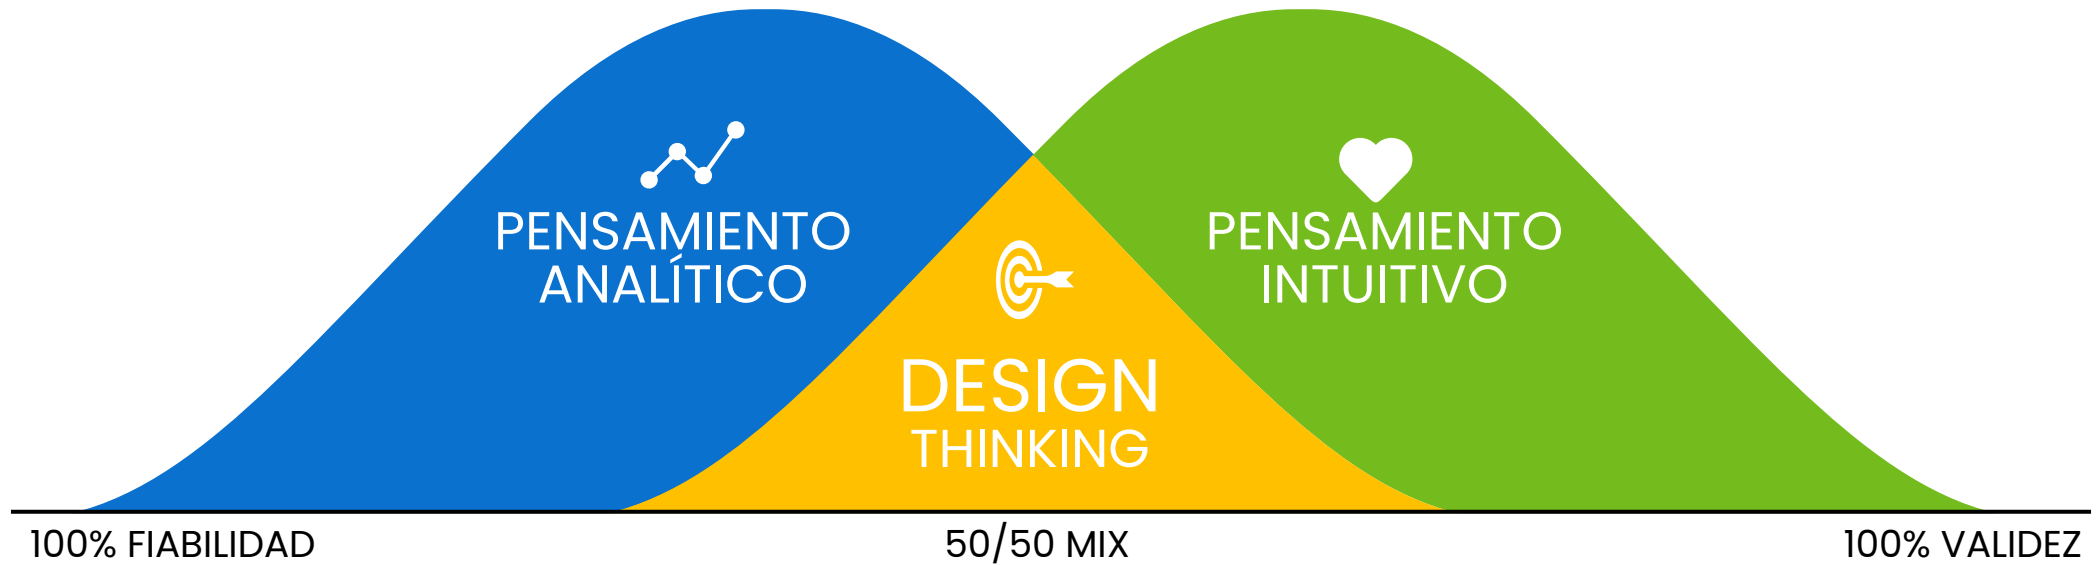 PENSAMIENTO
ANALÍTICO
PENSAMIENTO
INTUITIVO
DESIGN
THINKING
100% FIABILIDAD
50/50 MIX
100% VALIDEZ